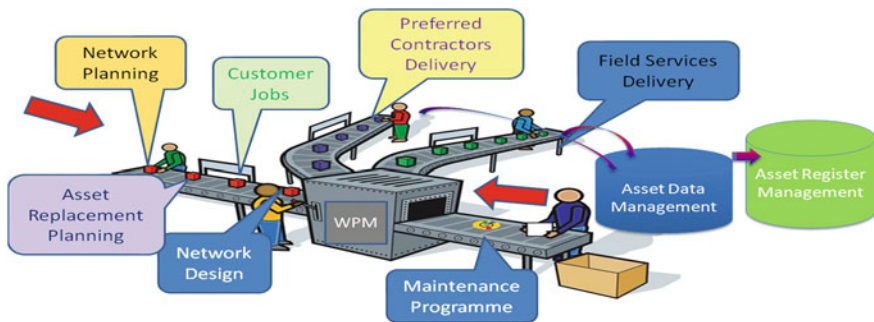 Network
Planning
Customer
Jobs
Preferred
Contractors
Delivery
Field Services
Delivery
Asset
Replacement
Planning
Network
Design
WPM
Maintenance
Programme
Asset Data
Management
Asset Register
Management